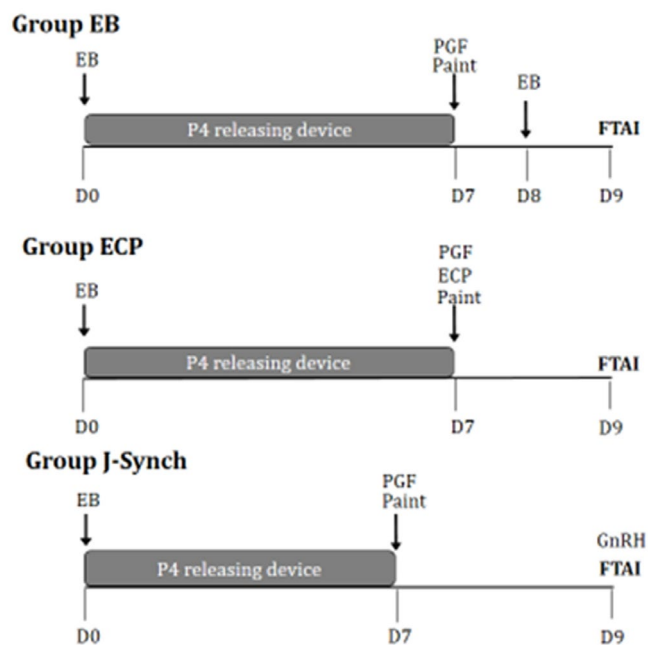 Group EB
EB
PGF
Paint
EB
P4 releasing device
FTAI
D0
D7
D8
D9
Group ECP
EB
PGF
ECP
Paint
P4 releasing device
FTAI
D0
D7
D9
Group J-Synch
EB
PGF
Paint
GnRH
P4 releasing device
FTAI
D0
D7
D9